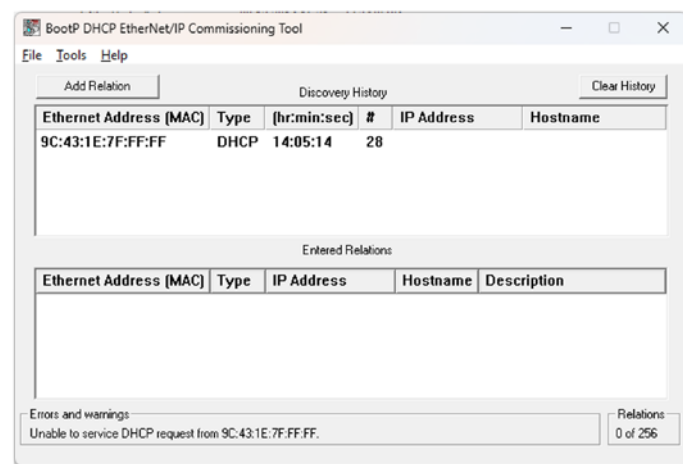 BootP DHCP EtherNet/IP Commissioning Tool
File Tools Help
Add Relation
Discovery History
Clear History
Ethernet Address (MAC) Type (hr:min:sec) # IP Address Hostname
9C:43:1E:7F:FF:FF DHCP 14:05:14 28
Entered Relations
Ethernet Address (MAC) Type IP Address Hostname Description
Errors and warnings
Unable to service DHCP request from 9C:43:1E:7F:FF:FF.
Relations
0 of 256